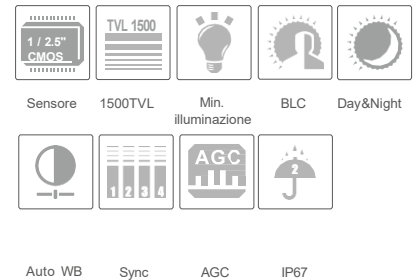 TVL 1500
1 / 2.5"
CMOS
Sensore
1500TVL
Min.
illuminazione
BLC
Day&Night
1 2 3 4
AGC
2
Auto WB
Sync
AGC
IP67